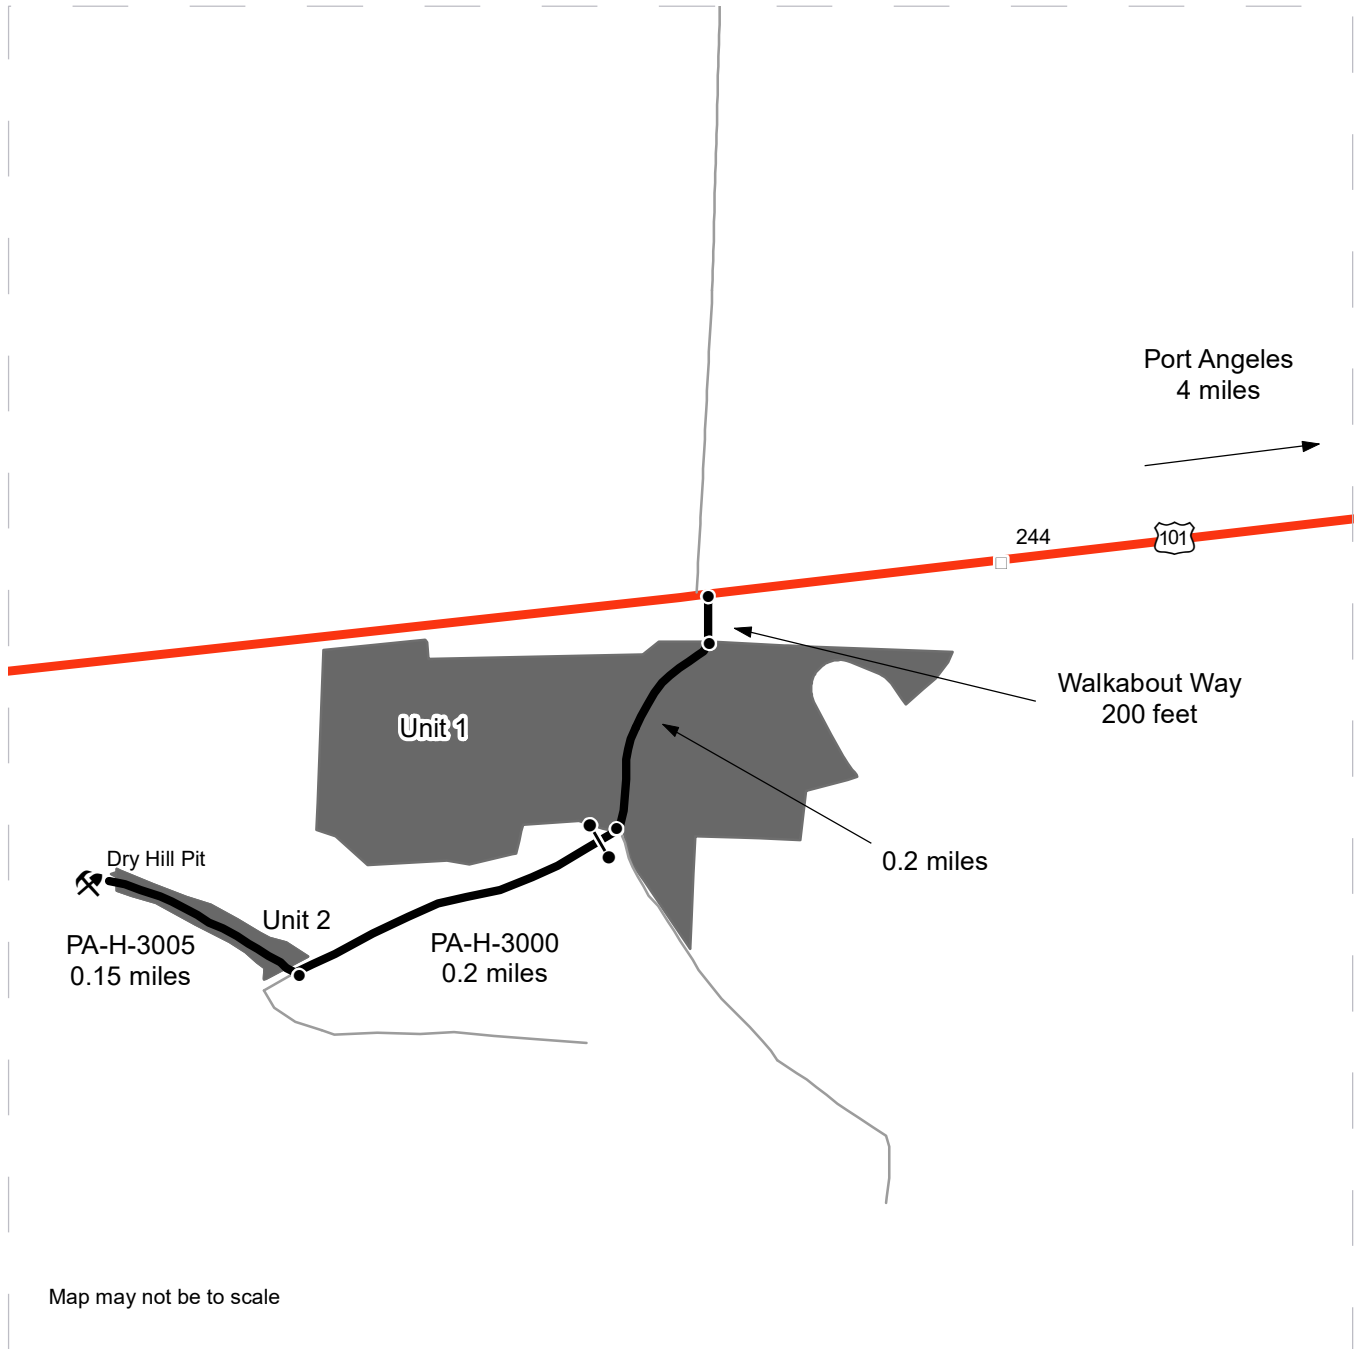 Port Angeles
4 miles
244
101
Walkabout Way
200 feet
Unit 1
0.2 miles
Dry Hill Pit
Unit 2
PA-H-3005
0.15 miles
PA-H-3000
0.2 miles
Map may not be to scale